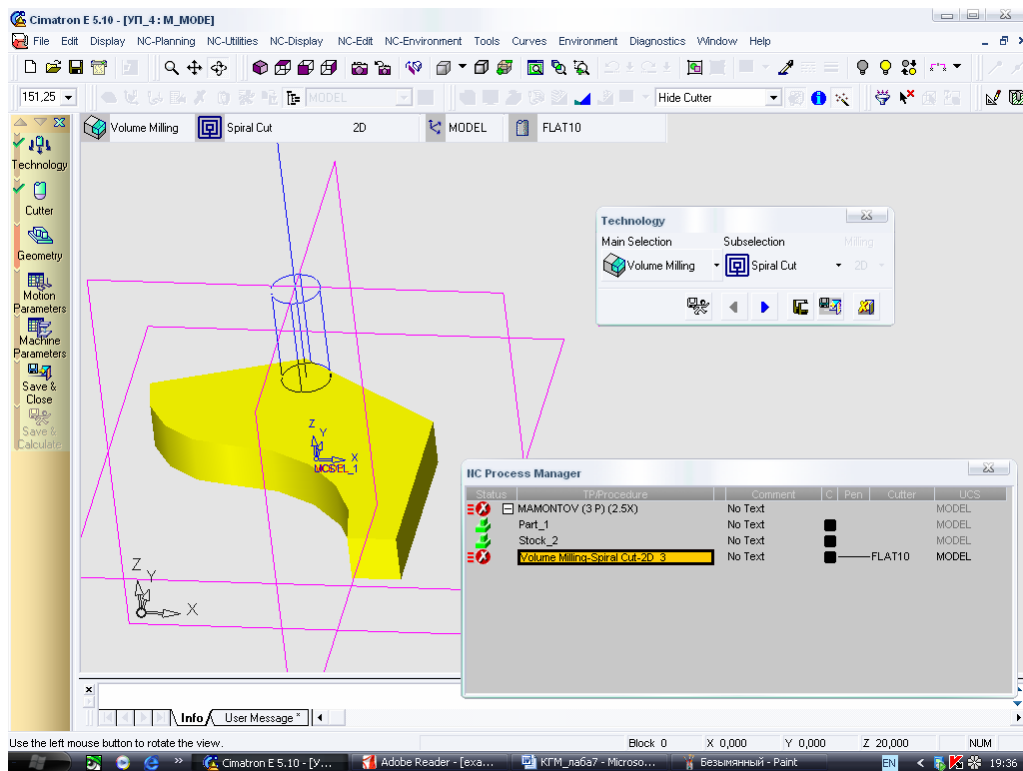 Cimatron E 5.10 - [УП_4 : M_MODE]
File Edit Display NC-Planning NC-Utilities NC-Display NC-Edit NC-Environment Tools Curves Environment Diagnostics Window Help
151,25 MODEL Hide Cutter
Volume Milling Spiral Cut 2D MODEL FLAT10
Technology
Cutter
Geometry
Motion
Parameters
Machine
Parameters
Save &
Close
Save &
Calculate
Technology
Main Selection Subselection Milling
Volume Milling Spiral Cut 2D
Z
Y
X
MODEL_1
Z
Y
X
NC Process Manager
Status TP/Procedure Comment C Pen Cutter UCS
MAMONTOV (3 P) (2.5X) No Text MODEL
Part_1 No Text MODEL
Stock_2 No Text MODEL
Volume Milling-Spiral Cut-2D_3 No Text FLAT10 MODEL
Info User Message *
Use the left mouse button to rotate the view. Block 0 X 0,000 Y 0,000 Z 20,000 NUM
Cimatron E 5.10 - [У... Adobe Reader - [exa... КГМ_лаба7 - Microso... Безымянный - Paint EN 19:36